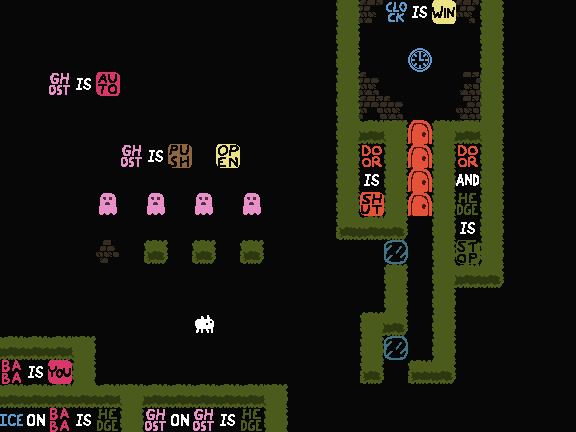 CLOCK IS WIN
GHOST IS AUTO
GHOST IS PUSH OPEN
DOOR IS SHUT
DOOR AND HEDGE IS STOP
BABA IS YOU
ICE ON BABA IS HEDGE
GHOST ON GHOST IS HEDGE